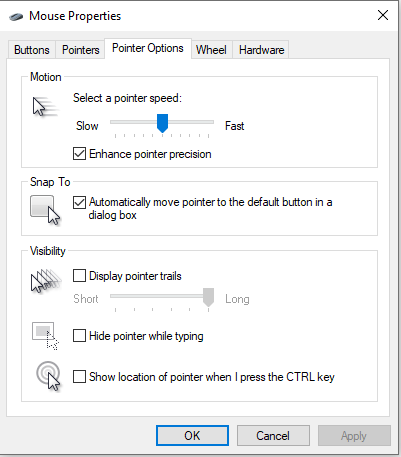 Mouse Properties
Buttons Pointers Pointer Options Wheel Hardware
Motion
Select a pointer speed:
Slow Fast
Enhance pointer precision
Snap To
Automatically move pointer to the default button in a
dialog box
Visibility
Display pointer trails
Short Long
Hide pointer while typing
Show location of pointer when I press the CTRL key
OK Cancel Apply